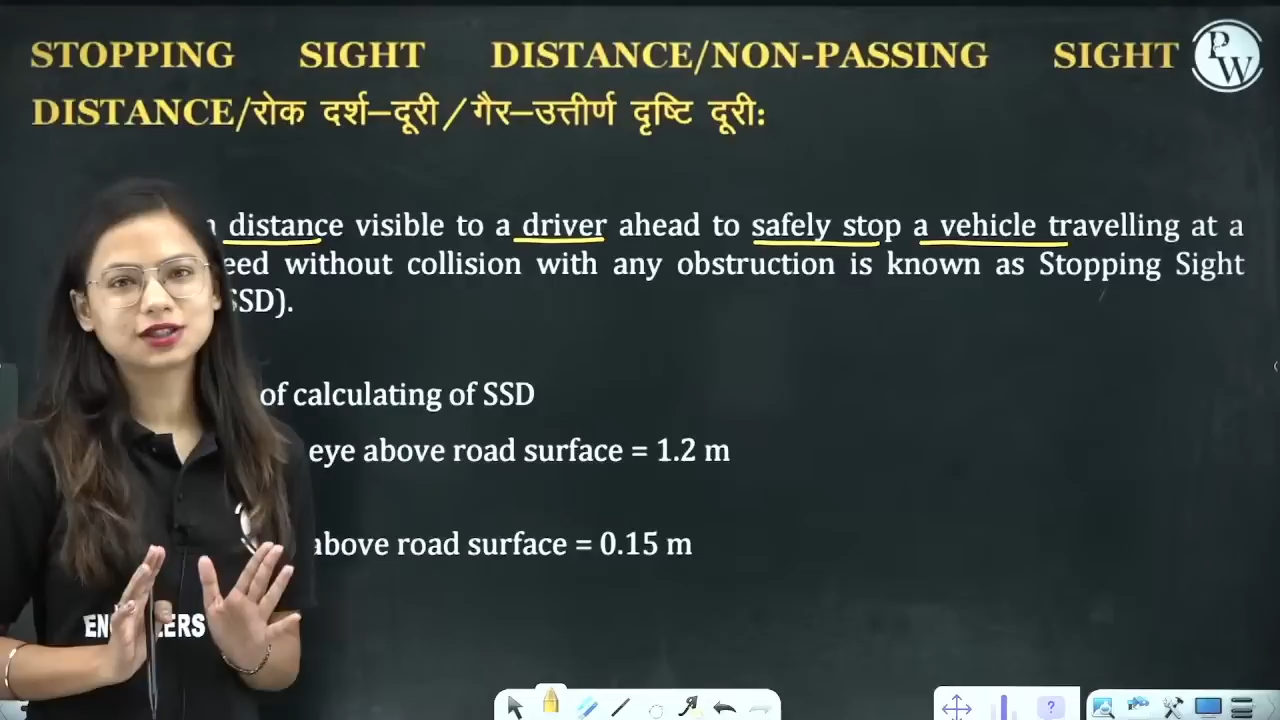 STOPPING SIGHT DISTANCE/NON-PASSING SIGHT
DISTANCE/रोक दर्श–दूरी/गैर–उत्तीर्ण दृष्टि दूरी:
PW
distance visible to a driver ahead to safely stop a vehicle travelling at a
without collision with any obstruction is known as Stopping Sight
SSD).
of calculating of SSD
eye above road surface = 1.2 m
above road surface = 0.15 m